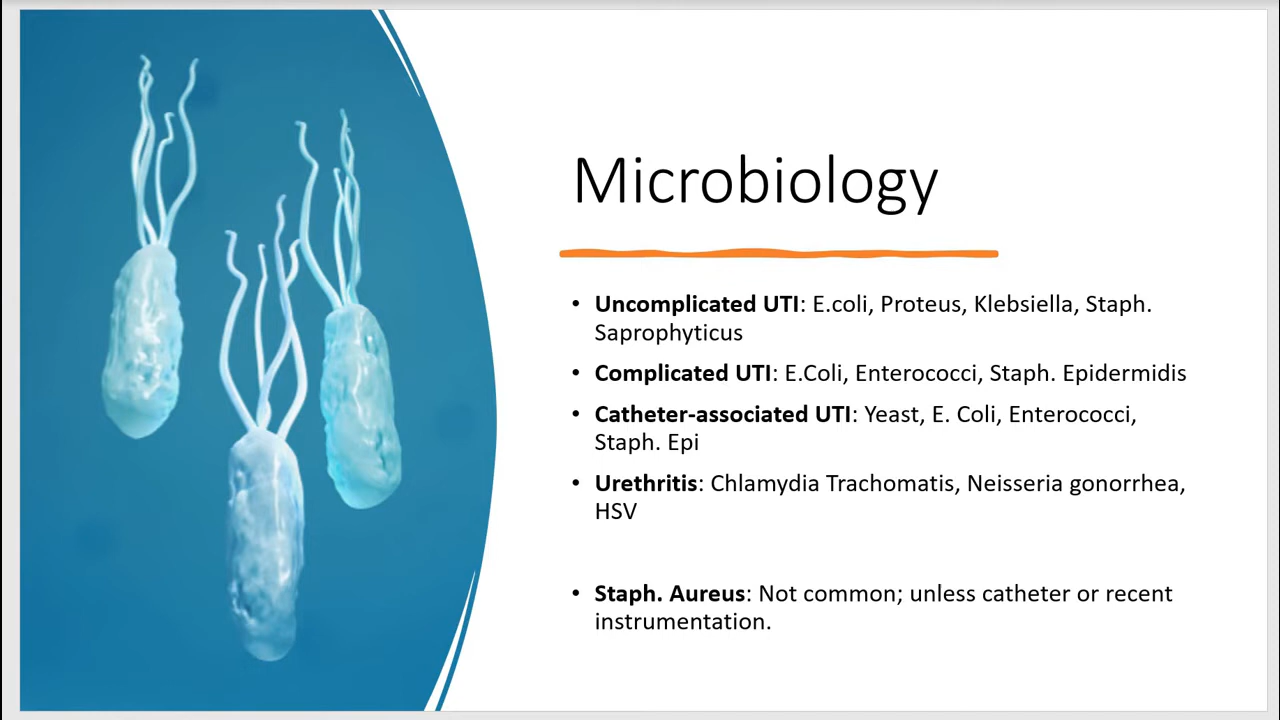 Microbiology
• Uncomplicated UTI: E.coli, Proteus, Klebsiella, Staph.
Saprophyticus
• Complicated UTI: E.Coli, Enterococci, Staph. Epidermidis
• Catheter-associated UTI: Yeast, E. Coli, Enterococci,
Staph. Epi
• Urethritis: Chlamydia Trachomatis, Neisseria gonorrhea,
HSV
• Staph. Aureus: Not common; unless catheter or recent
instrumentation.